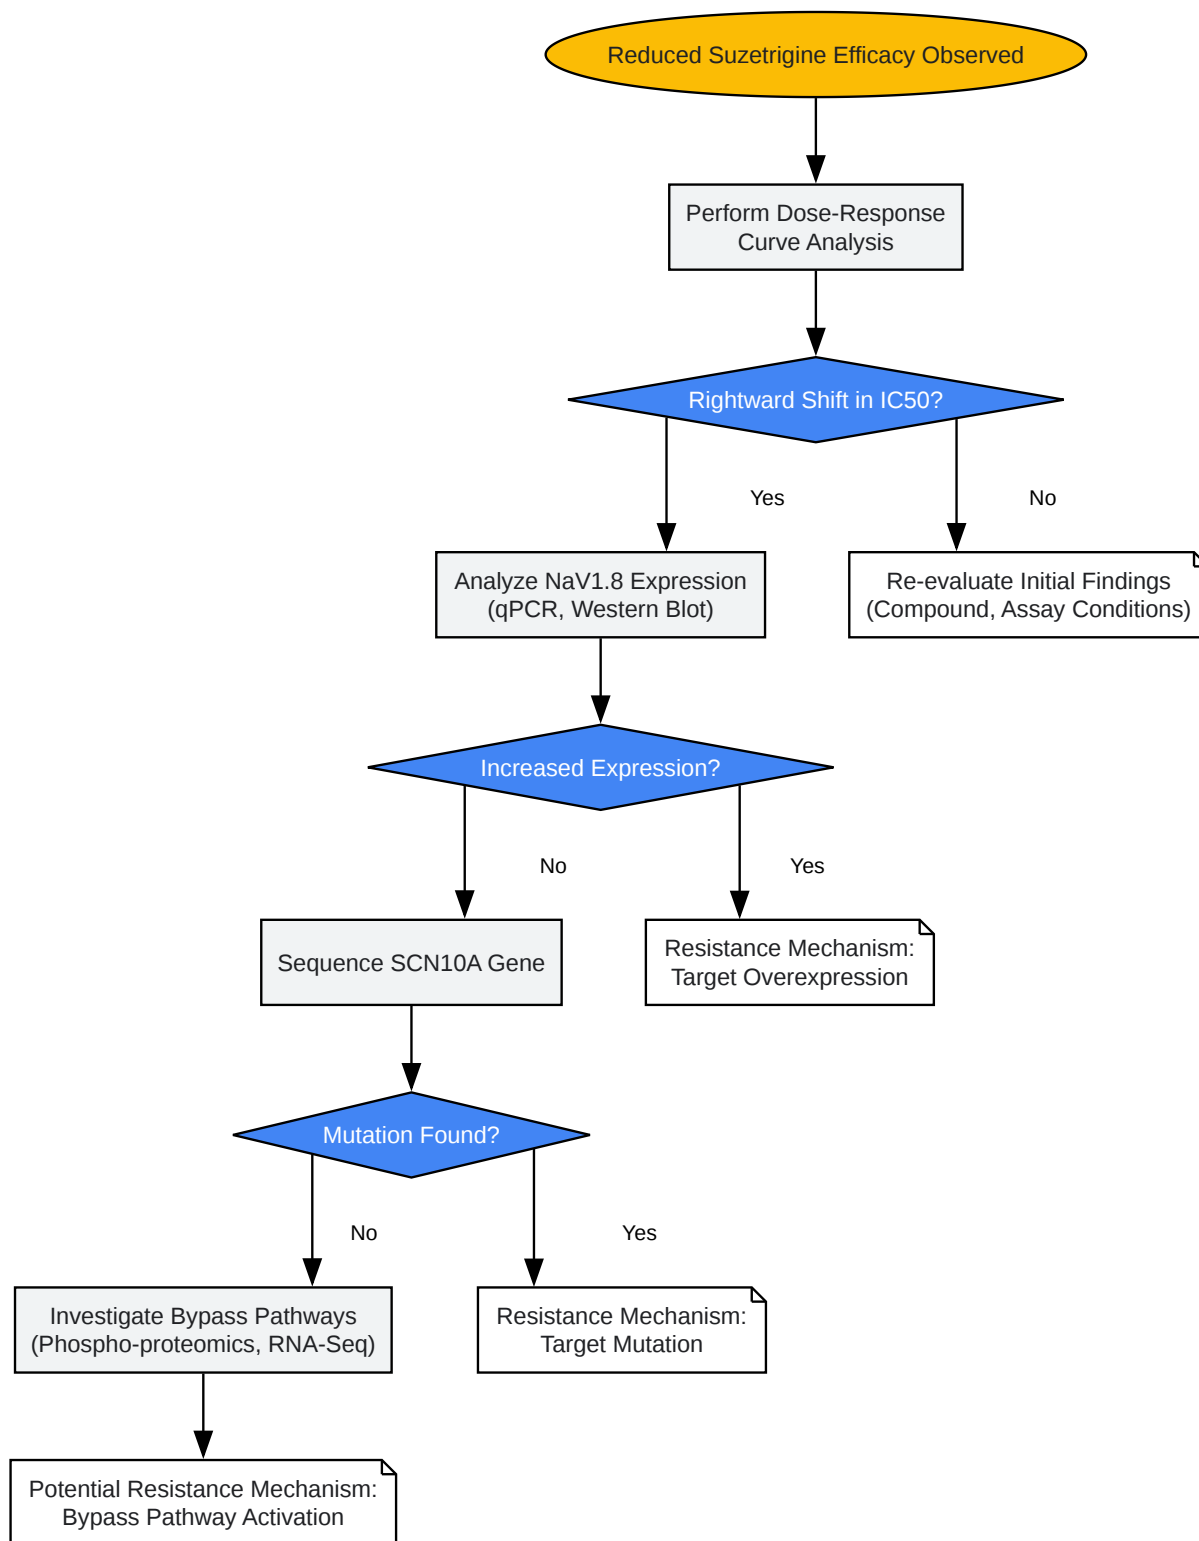 Reduced Suzetrigine Efficacy Observed
Perform Dose-Response
Curve Analysis
Rightward Shift in IC50?
Yes
No
Analyze NaV1.8 Expression
(qPCR, Western Blot)
Re-evaluate Initial Findings
(Compound, Assay Conditions)
Increased Expression?
No
Yes
Sequence SCN10A Gene
Resistance Mechanism:
Target Overexpression
Mutation Found?
No
Yes
Investigate Bypass Pathways
(Phospho-proteomics, RNA-Seq)
Resistance Mechanism:
Target Mutation
Potential Resistance Mechanism:
Bypass Pathway Activation